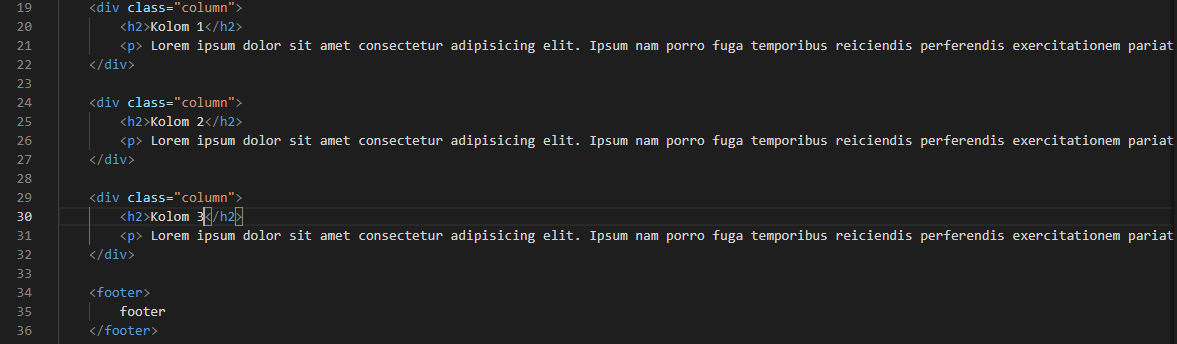 19 <div class="column">
20 <h2>Kolom 1</h2>
21 <p> Lorem ipsum dolor sit amet consectetur adipisicing elit. Ipsum nam porro fuga temporibus reiciendis perferendis exercitationem pariat
22 </div>
23
24 <div class="column">
25 <h2>Kolom 2</h2>
26 <p> Lorem ipsum dolor sit amet consectetur adipisicing elit. Ipsum nam porro fuga temporibus reiciendis perferendis exercitationem pariat
27 </div>
28
29 <div class="column">
30 <h2>Kolom 3</h2>
31 <p> Lorem ipsum dolor sit amet consectetur adipisicing elit. Ipsum nam porro fuga temporibus reiciendis perferendis exercitationem pariat
32 </div>
33
34 <footer>
35 footer
36 </footer>